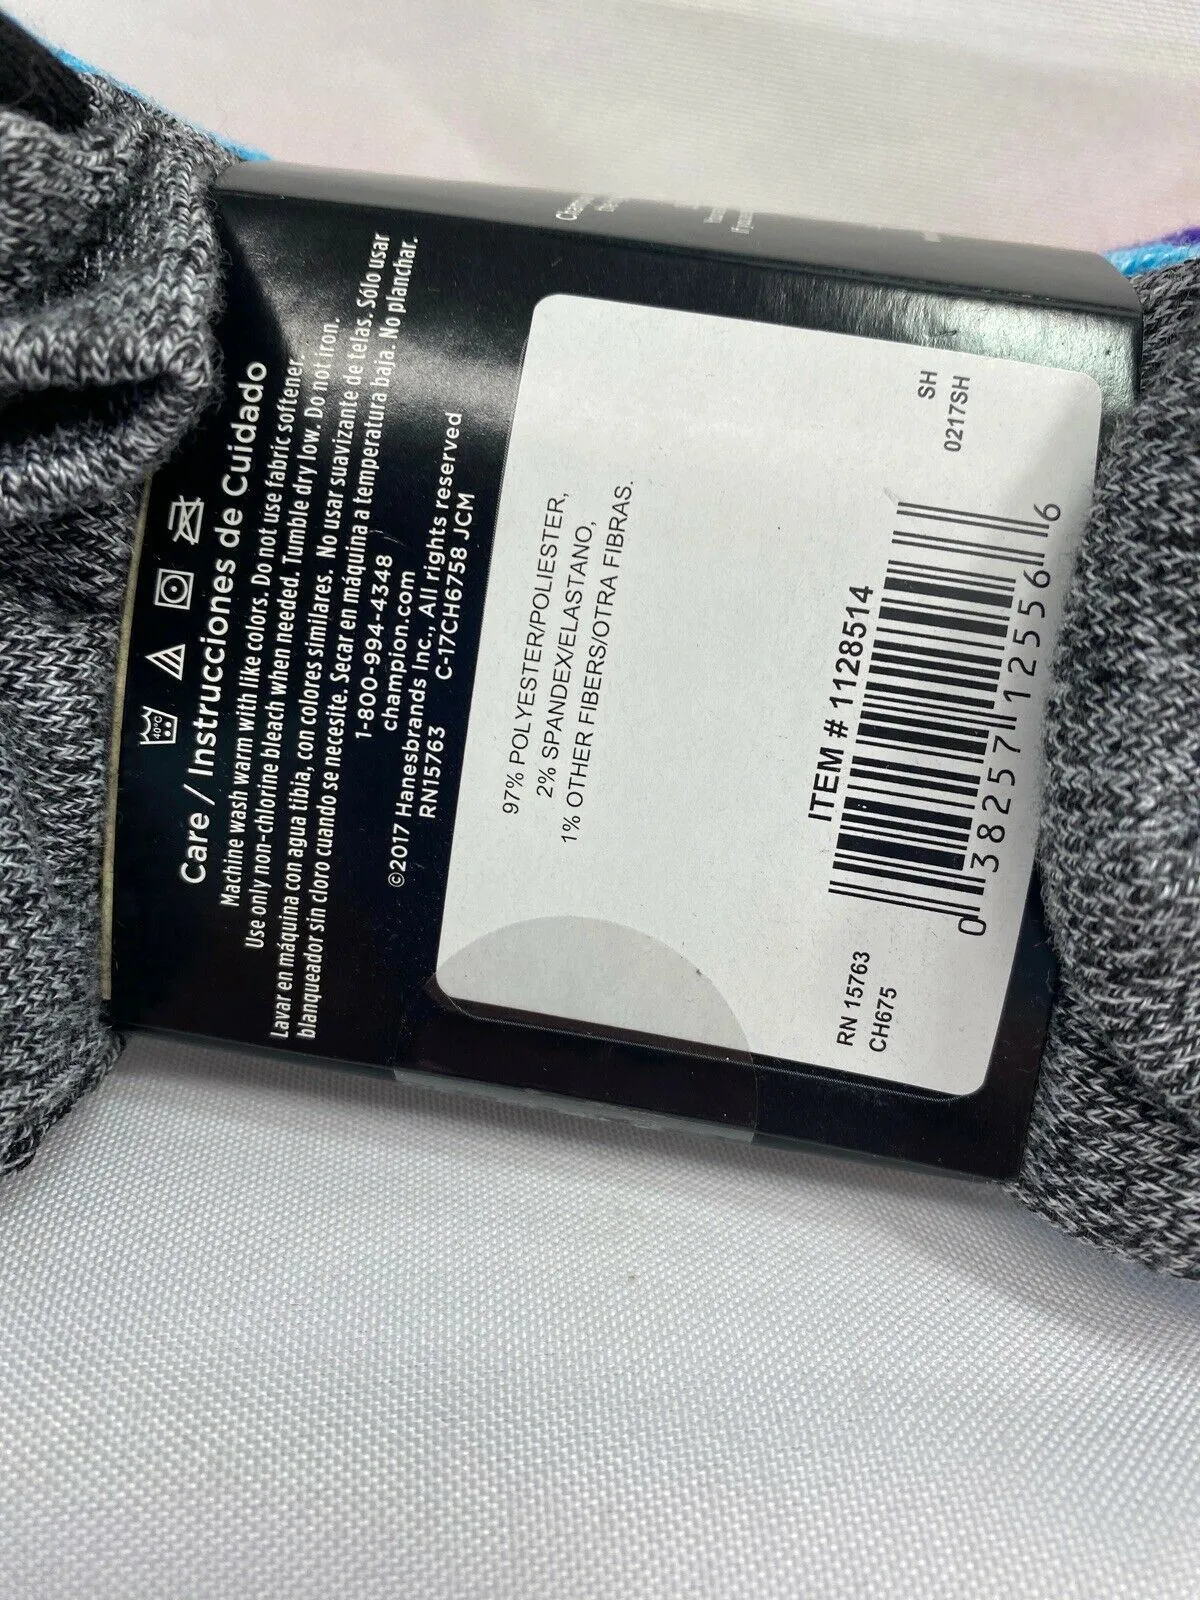 Care / Instrucciones de Cuidado
Machine wash warm with like colors. Do not use fabric softener.
Use only non-chlorine bleach when needed. Tumble dry low. Do not iron.
Lavar en máquina con agua tibia, con colores similares. No usar suavizante de telas. Sólo usar
blanqueador sin cloro cuando se necesite. Secar en máquina a temperatura baja. No planchar.
1-800-994-4348
champion.com
©2017 Hanesbrands Inc., All rights reserved
RN15763 C-17CH6758 JCM
40°C
97% POLYESTER/POLIESTER,
2% SPANDEX/ELASTANO,
1% OTHER FIBERS/OTRA FIBRAS.
ITEM # 1128514
0 38257 12556 6
SH
0217SH
RN 15763
CH675